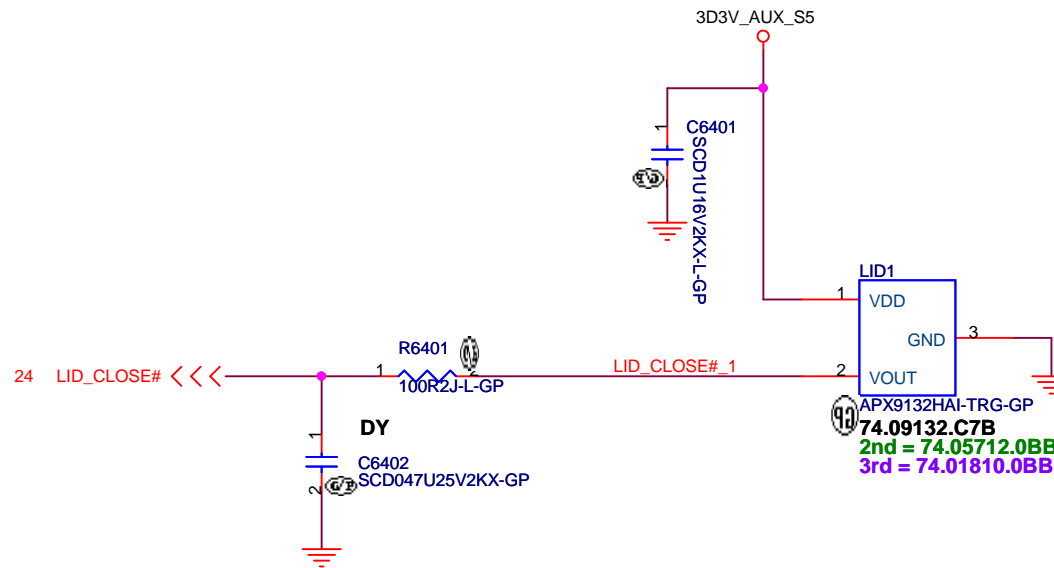 3D3V_AUX_S5
1
C6401
SCD1U16V2KX-L-GP
LID1
1
VDD
GND
3
R6401
24
LID_CLOSE#
1
2
LID_CLOSE#_1
2
VOUT
100R2J-L-GP
APX9132HAI-TRG-GP
74.09132.C7B
2nd = 74.05712.0BB
3rd = 74.01810.0BB
DY
1
C6402
SCD047U25V2KX-GP
2